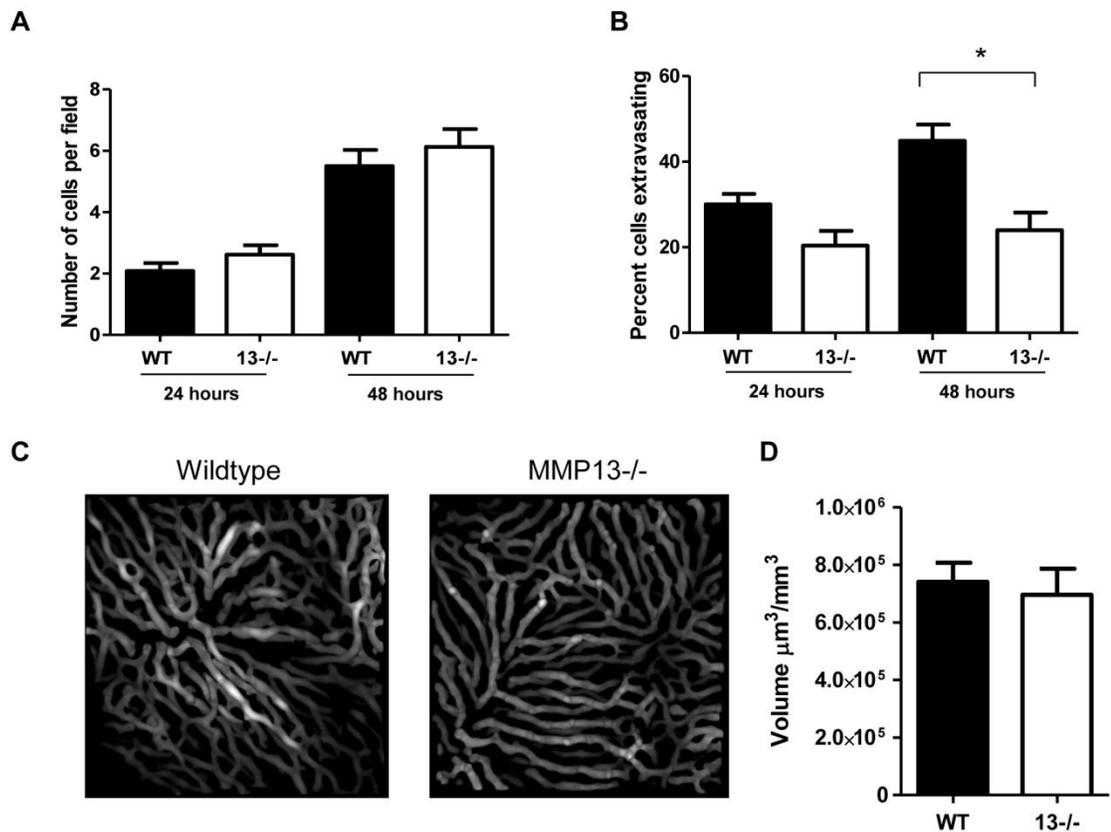 A
Number of cells per field
8
6
4
2
0
WT 13-/- WT 13-/-
24 hours 48 hours
B
*
Percent cells extravasating
60
40
20
0
WT 13-/- WT 13-/-
24 hours 48 hours
C
Wildtype MMP13-/-
D
Volume μm³/mm³
1.0×10⁶
8.0×10⁵
6.0×10⁵
4.0×10⁵
2.0×10⁵
0
WT 13-/-